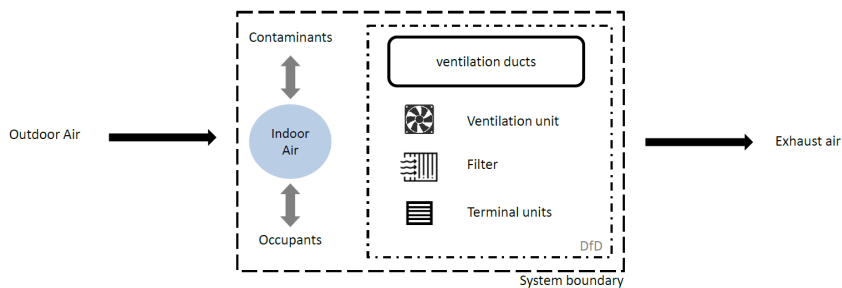 Contaminants
ventilation ducts
Outdoor Air
Indoor
Air
Ventilation unit
Exhaust air
Filter
Terminal units
Occupants
DfD
System boundary